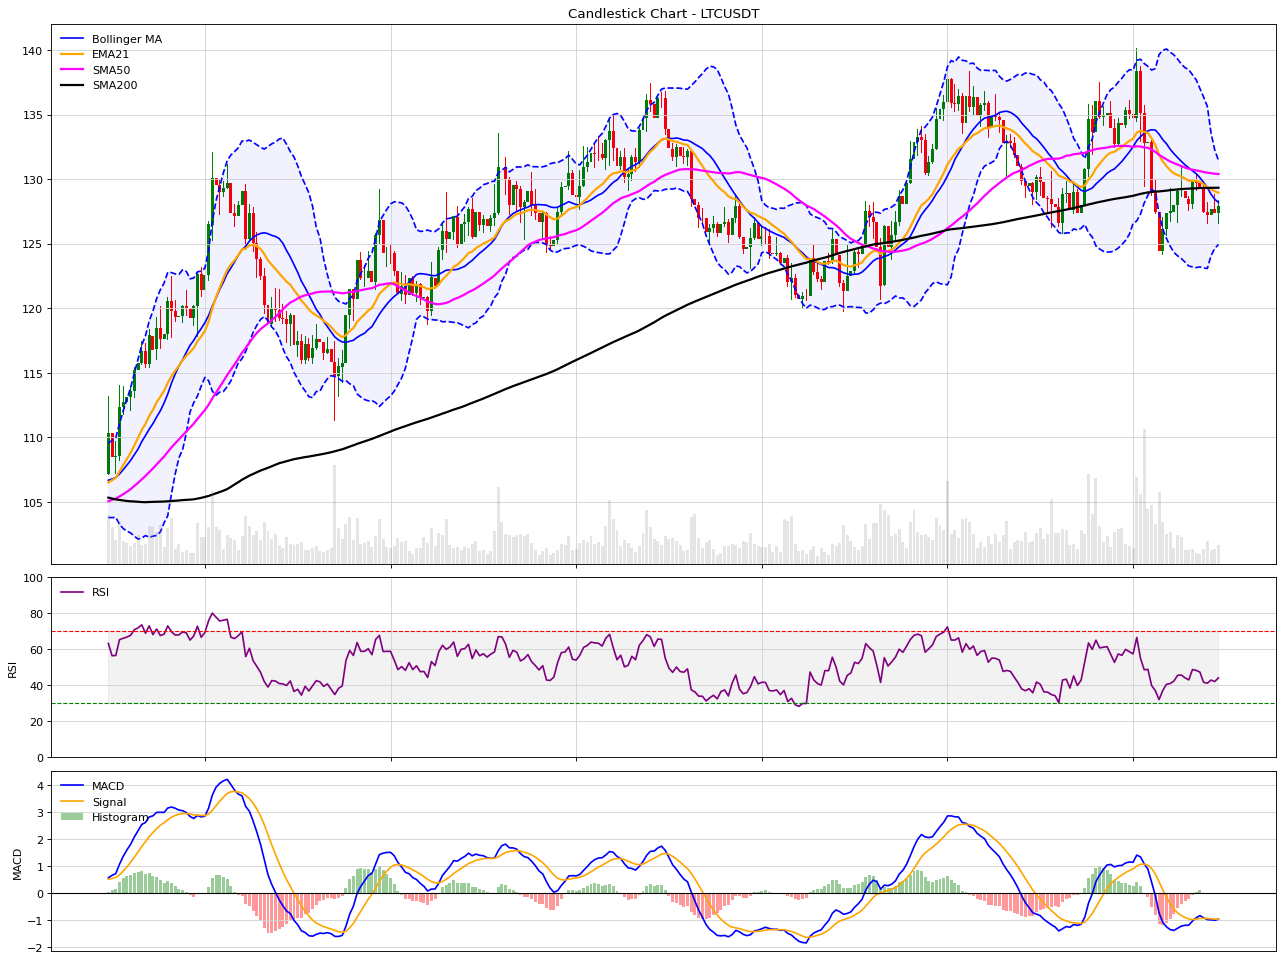 Candlestick Chart - LTCUSDT
Bollinger MA
EMA21
SMA50
SMA200
140
135
130
125
120
115
110
105
RSI
100
80
60
40
20
0
RSI
MACD
Signal
Histogram
4
3
2
1
0
−1
−2
MACD